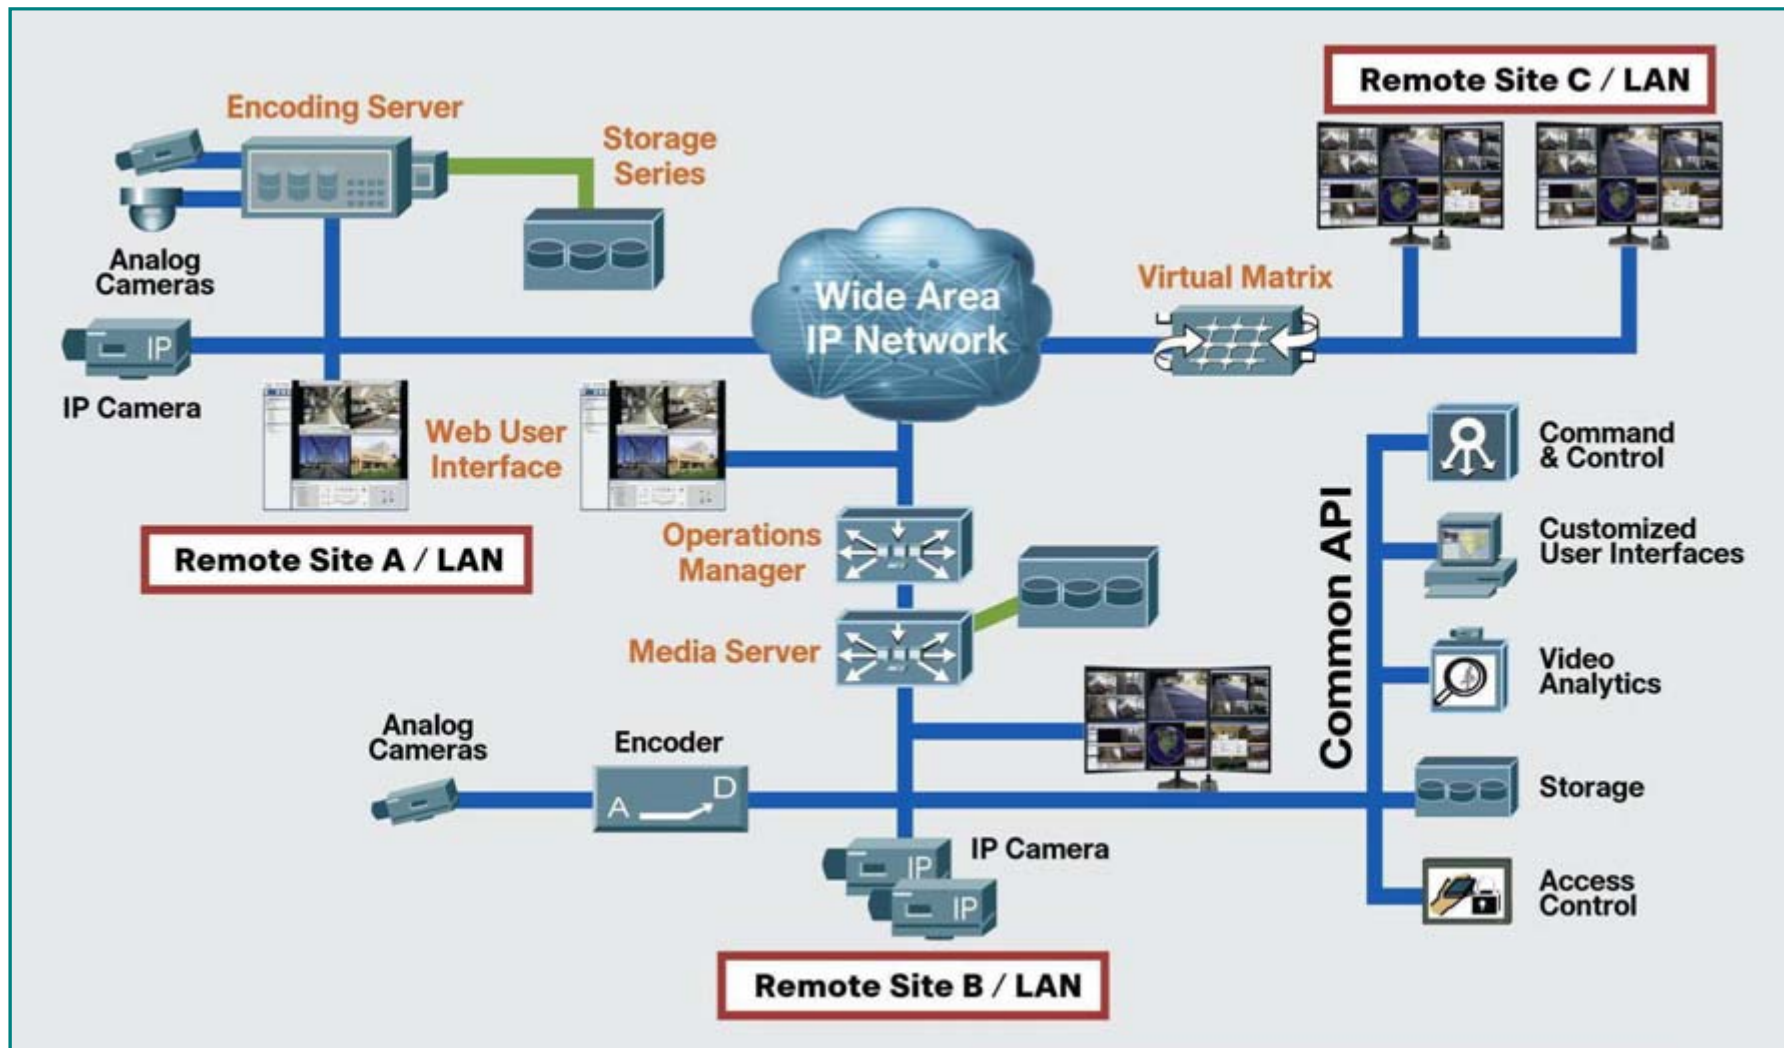 Remote Site C / LAN
Encoding Server
Storage
Series
Analog
Cameras
Wide Area
IP Network
Virtual Matrix
IP
IP Camera
Web User
Interface
Remote Site A / LAN
Operations
Manager
Media Server
Common API
Command
& Control
Customized
User Interfaces
Video
Analytics
Storage
Access
Control
Analog
Cameras
Encoder
A
D
IP
IP
IP Camera
Remote Site B / LAN